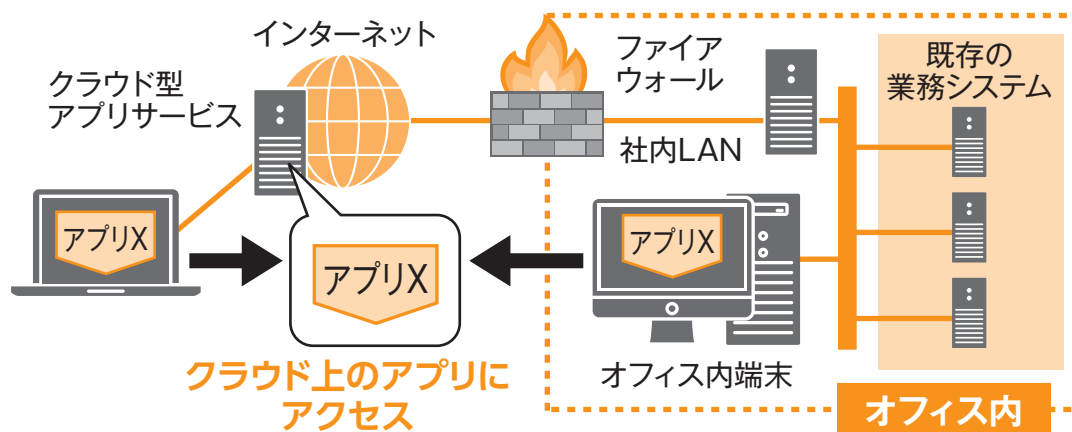 インターネット
クラウド型
アプリサービス
ファイア
ウォール
社内LAN
既存の
業務システム
アプリX
アプリX
アプリX
クラウド上のアプリに
アクセス
オフィス内端末
オフィス内